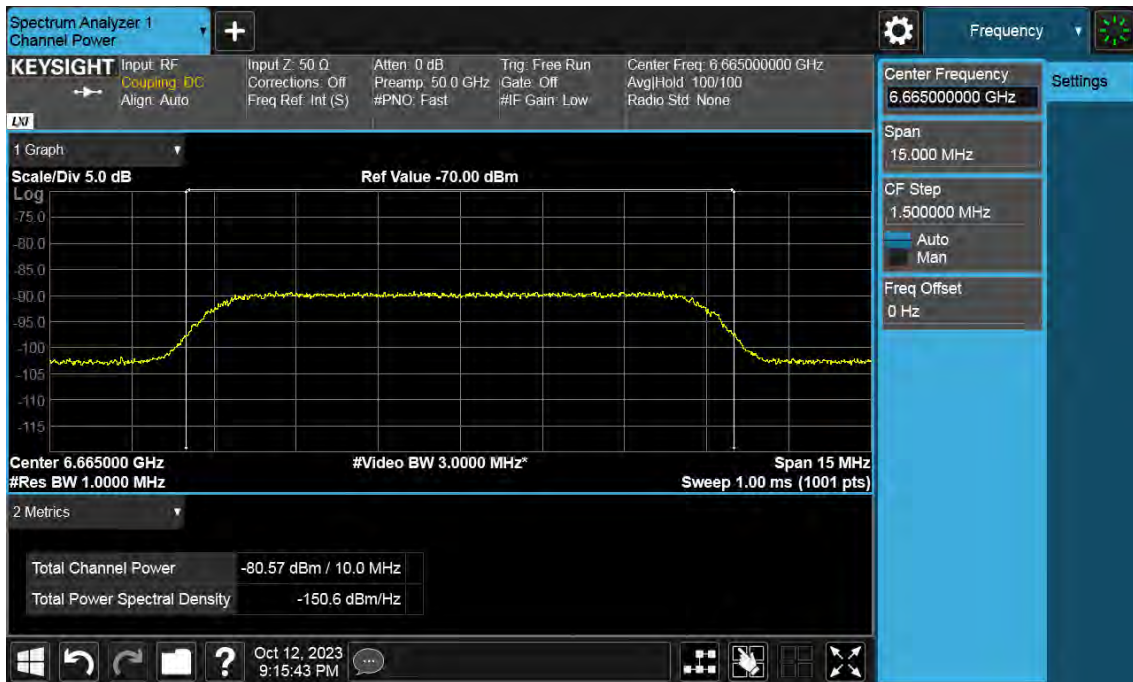 Spectrum Analyzer 1
Channel Power
Frequency
KEYSIGHT
Input: RF
Coupling: DC
Align: Auto
Input Z: 50 Ω
Corrections: Off
Freq Ref: Int (S)
Atten: 0 dB
Preamp: 50.0 GHz
#PNO: Fast
Trig: Free Run
Gate: Off
#IF Gain: Low
Center Freq: 6.665000000 GHz
Avg|Hold: 100/100
Radio Std: None
LXI
Center Frequency
6.665000000 GHz
Settings
Span
15.000 MHz
CF Step
1.500000 MHz
Auto
Man
Freq Offset
0 Hz
1 Graph
Scale/Div 5.0 dB
Ref Value -70.00 dBm
Log
-75.0
-80.0
-85.0
-90.0
-95.0
-100
-105
-110
-115
Center 6.665000 GHz
#Video BW 3.0000 MHz*
Span 15 MHz
#Res BW 1.0000 MHz
Sweep 1.00 ms (1001 pts)
2 Metrics
Total Channel Power -80.57 dBm / 10.0 MHz
Total Power Spectral Density -150.6 dBm/Hz
?
Oct 12, 2023
9:15:43 PM